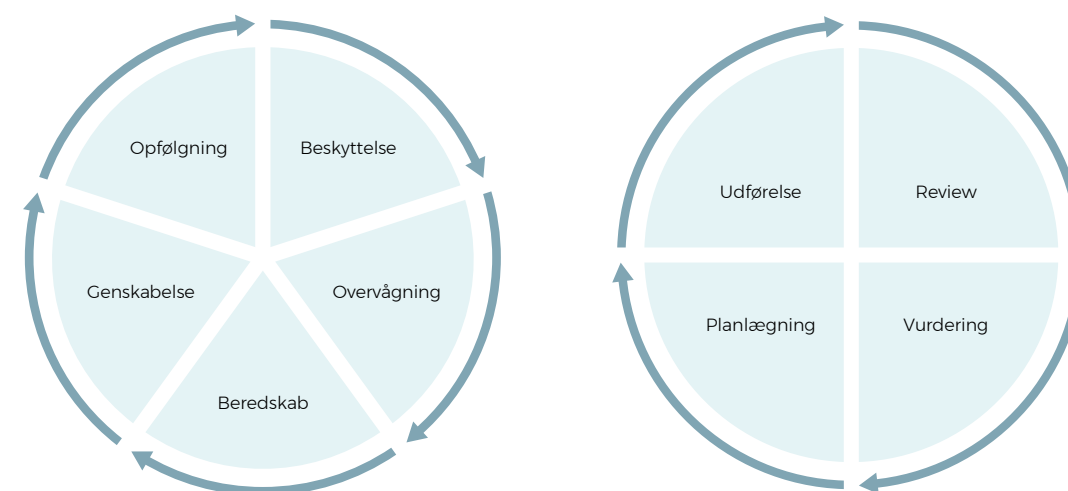 Opfølgning
Beskyttelse
Genskabelse
Overvågning
Beredskab
Udførelse
Review
Planlægning
Vurdering